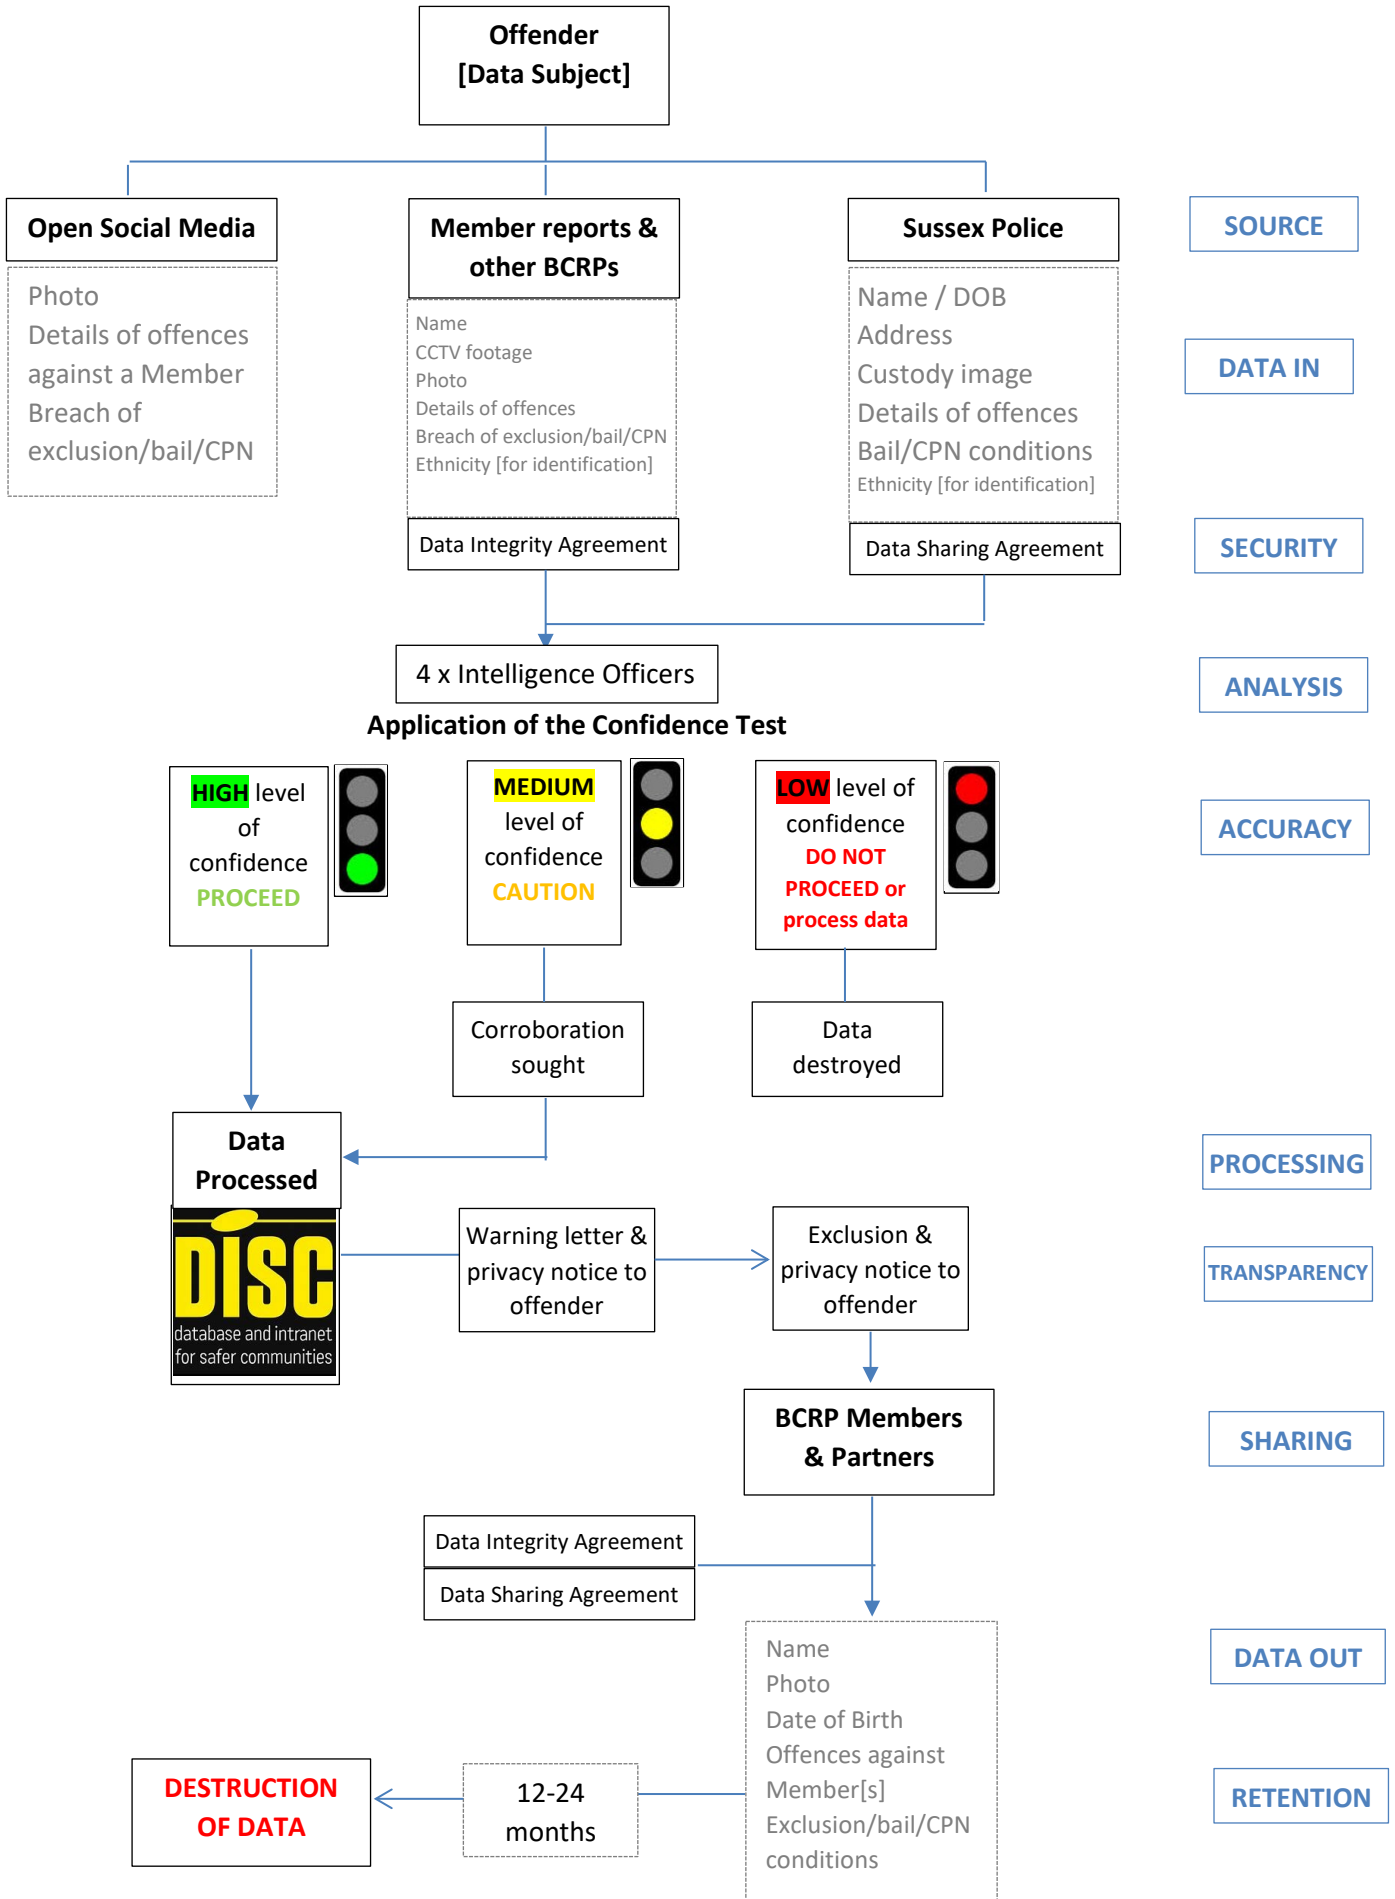 Offender
[Data Subject]
Open Social Media
Member reports &
other BCRPs
Sussex Police
SOURCE
Photo
Details of offences
against a Member
Breach of
exclusion/bail/CPN
Name
CCTV footage
Photo
Details of offences
Breach of exclusion/bail/CPN
Ethnicity [for identification]
Name / DOB
Address
Custody image
Details of offences
Bail/CPN conditions
Ethnicity [for identification]
DATA IN
Data Integrity Agreement
Data Sharing Agreement
SECURITY
4 x Intelligence Officers
ANALYSIS
Application of the Confidence Test
HIGH level
of
confidence
PROCEED
MEDIUM
level of
confidence
CAUTION
LOW level of
confidence
DO NOT
PROCEED or
process data
ACCURACY
Corroboration
sought
Data
destroyed
Data
Processed
PROCESSING
DISC
database and intranet
for safer communities
Warning letter &
privacy notice to
offender
Exclusion &
privacy notice to
offender
TRANSPARENCY
BCRP Members
& Partners
SHARING
Data Integrity Agreement
Data Sharing Agreement
Name
Photo
Date of Birth
Offences against
Member[s]
Exclusion/bail/CPN
conditions
DATA OUT
12-24
months
DESTRUCTION
OF DATA
RETENTION